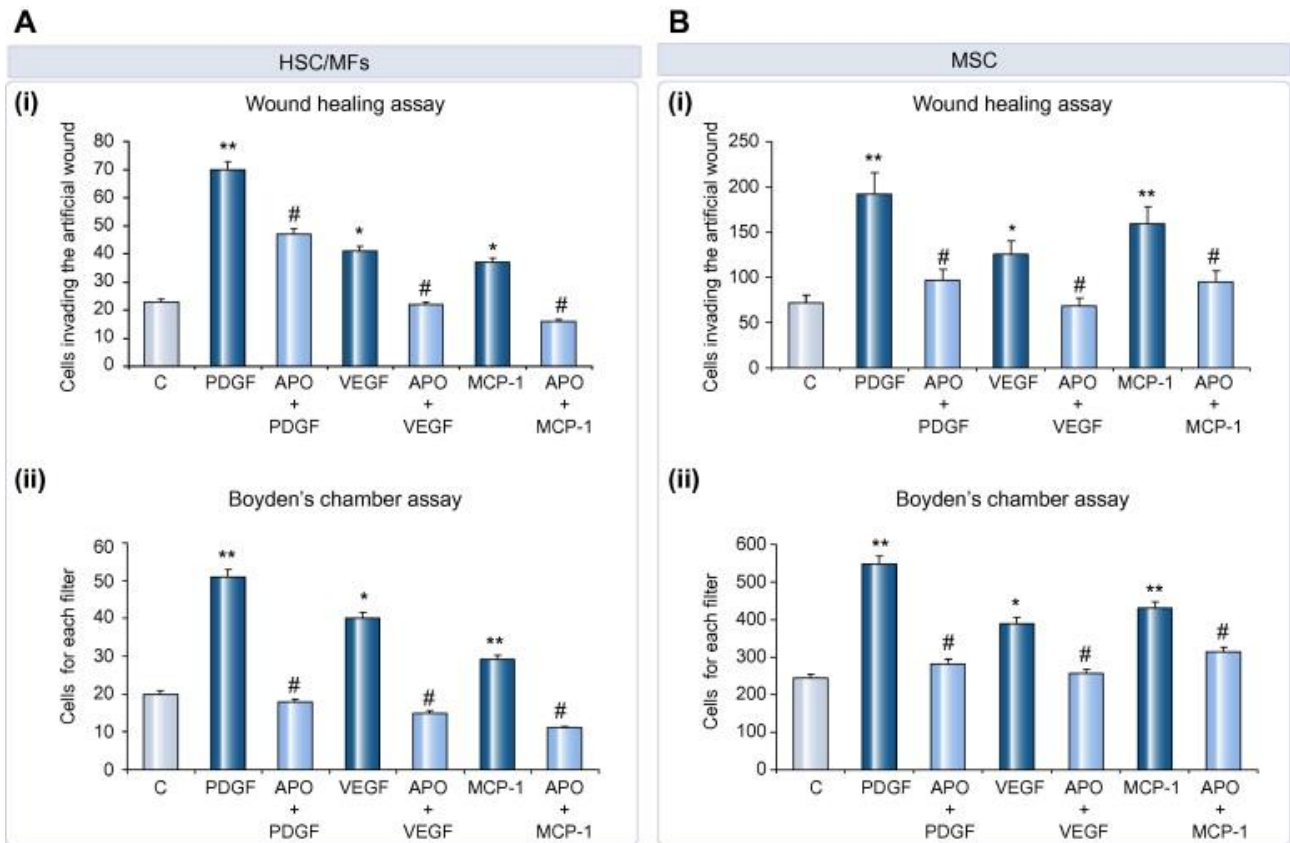 A
HSC/MFs
(i)
Wound healing assay
Cells invading the artificial wound
80
70
60
50
40
30
20
10
0
**
#
*
#
*
#
C PDGF APO VEGF APO MCP-1 APO
+ + +
PDGF VEGF MCP-1
(ii)
Boyden's chamber assay
Cells for each filter
60
50
40
30
20
10
0
**
#
*
#
**
#
C PDGF APO VEGF APO MCP-1 APO
+ + +
PDGF VEGF MCP-1
B
MSC
(i)
Wound healing assay
Cells invading the artificial wound
250
200
150
100
50
0
**
#
*
#
**
#
C PDGF APO VEGF APO MCP-1 APO
+ + +
PDGF VEGF MCP-1
(ii)
Boyden's chamber assay
Cells for each filter
600
500
400
300
200
100
0
**
#
*
#
**
#
C PDGF APO VEGF APO MCP-1 APO
+ + +
PDGF VEGF MCP-1